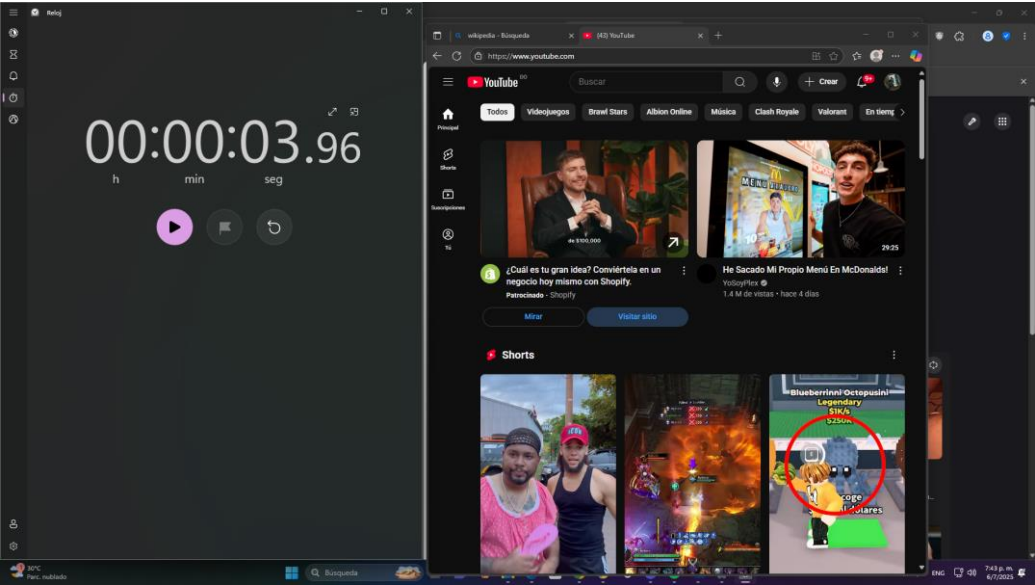 Reloj
00:00:03.96
h min seg
30°C
Parc. nublado
Búsqueda
wikipedia - Búsqueda
(43) YouTube
https://www.youtube.com
YouTube DO
Buscar
Crear
9+
Todos
Videojuegos
Brawl Stars
Albion Online
Música
Clash Royale
Valorant
En tiemp
Principal
Shorts
Suscripciones
Tú
de $100,000
¿Cuál es tu gran idea? Conviértela en un
negocio hoy mismo con Shopify.
Patrocinado · Shopify
Mirar
Visitar sitio
29:25
He Sacado Mi Propio Menú En McDonalds!
YoSoyPlex
1.4 M de vistas • hace 4
días
Shorts
Blueberrinni Octopusini
Legendary
$1K/s
$250K
coge
dólares
ENG
7:43 p. m.
6/7/2025